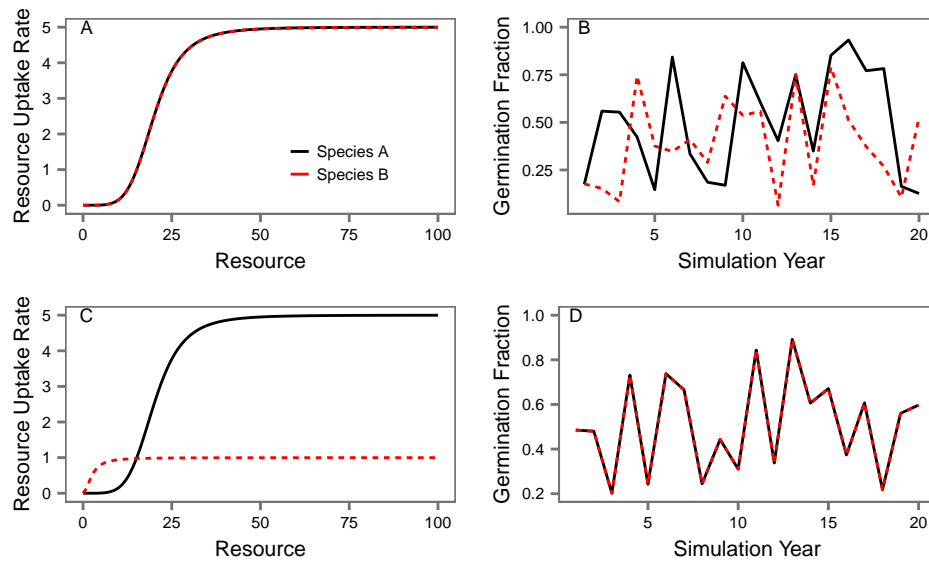 A
Resource Uptake Rate
5
4
3
2
1
0
Species A
Species B
0 25 50 75 100
Resource
B
Germination Fraction
1.00
0.75
0.50
0.25
5 10 15 20
Simulation Year
C
Resource Uptake Rate
5
4
3
2
1
0
0 25 50 75 100
Resource
D
Germination Fraction
1.0
0.8
0.6
0.4
0.2
5 10 15 20
Simulation Year